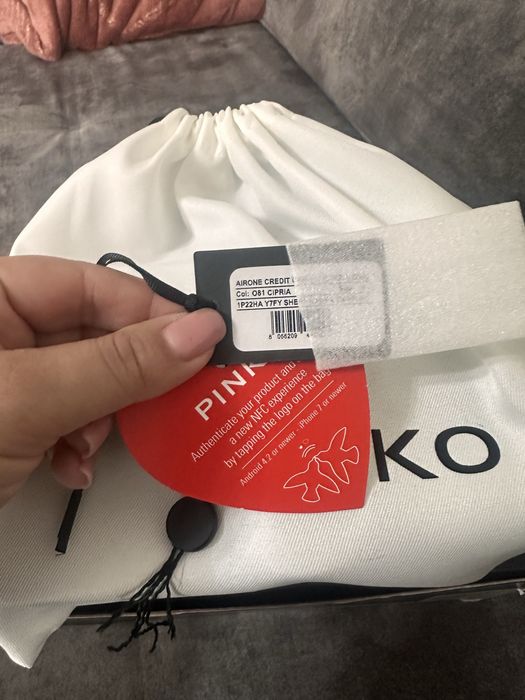 AIRONE CREDIT
Col: O81 CIPRIA
1P22HA Y7FY SHE
8 056209
PINK
Authenticate your product and
a new NFC experience
by tapping the logo on the bag
Android 4.2 or newer - iPhone 7 or newer
KO